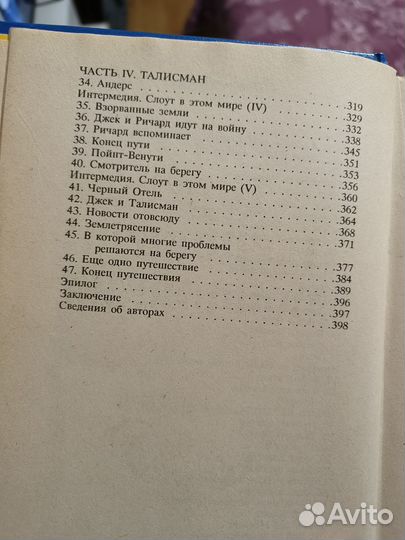 ЧАСТЬ IV. ТАЛИСМАН
34. Андерс . . . . . . . . . . . . . . . . . . . . . . . .319
Интермедия. Слоут в этом мире (IV) . . . . . . . .329
35. Взорванные земли . . . . . . . . . . . . . . . . .332
36. Джек и Ричард идут на войну . . . . . . . . . .338
37. Ричард вспоминает . . . . . . . . . . . . . . . .345
38. Конец пути . . . . . . . . . . . . . . . . . . . . .351
39. Пойнт-Венути . . . . . . . . . . . . . . . . . . .353
40. Смотритель на берегу . . . . . . . . . . . . . .356
Интермедия. Слоут в этом мире (V) . . . . . . . .360
41. Черный Отель . . . . . . . . . . . . . . . . . . .362
42. Джек и Талисман . . . . . . . . . . . . . . . . .364
43. Новости отовсюду . . . . . . . . . . . . . . . .368
44. Землетрясение . . . . . . . . . . . . . . . . . .371
45. В которой многие проблемы
решаются на берегу . . . . . . . . . . . . . . .377
46. Еще одно путешествие . . . . . . . . . . . . . .384
47. Конец путешествия . . . . . . . . . . . . . . . .389
Эпилог . . . . . . . . . . . . . . . . . . . . . . . . .396
Заключение . . . . . . . . . . . . . . . . . . . . . .397
Сведения об авторах . . . . . . . . . . . . . . . . .398
Avito